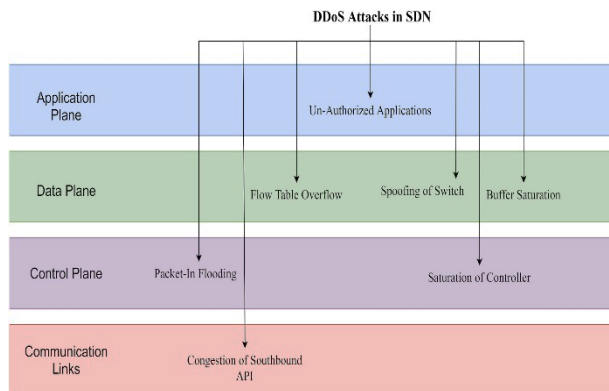 DDoS Attacks in SDN
Application
Plane
Un-Authorized Applications
Data Plane
Flow Table Overflow
Spoofing of Switch
Buffer Saturation
Control Plane
Packet-In Flooding
Saturation of Controller
Communication
Links
Congestion of Southbound
API